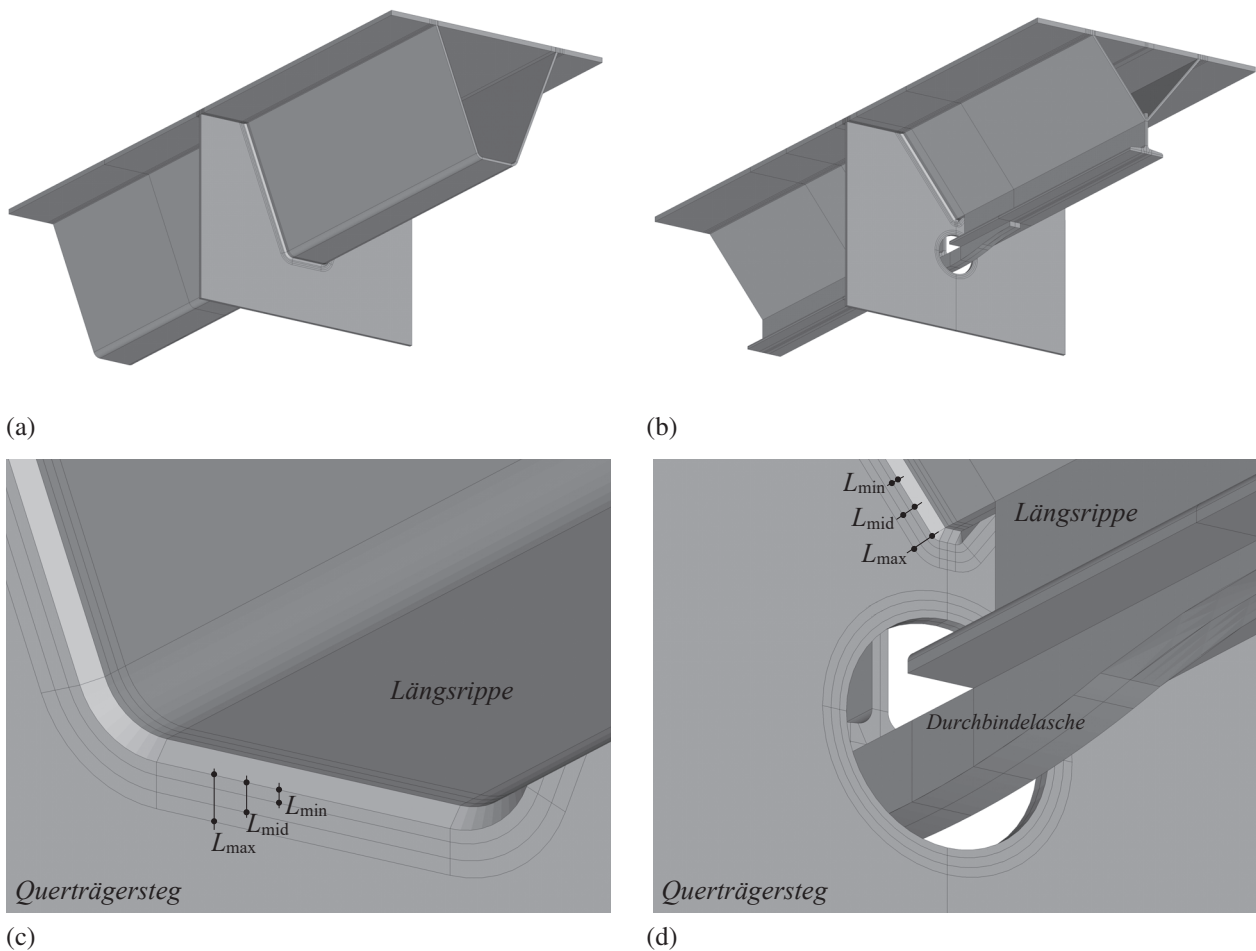 (a)
(b)
Längsrippe
Lmin
Lmid
Lmax
Querträgersteg
(c)
Lmin
Lmid
Lmax
Längsrippe
Durchbindelasche
Querträgersteg
(d)